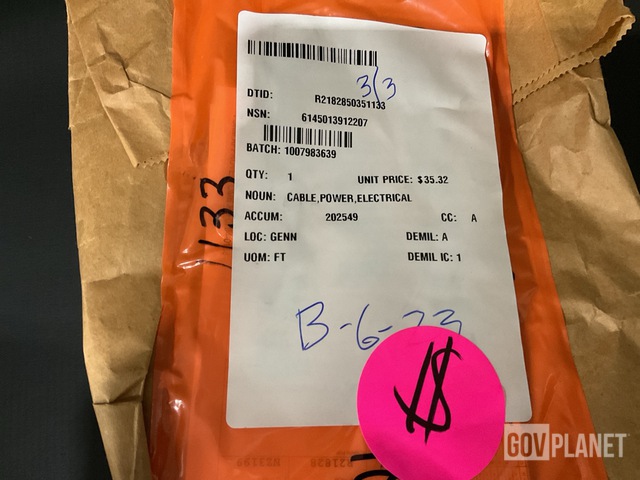 3/3
DTID: R2182850351133
NSN: 6145013912207
BATCH: 1007983639
QTY: 1 UNIT PRICE: $35.32
NOUN: CABLE,POWER,ELECTRICAL
ACCUM: 202549 CC: A
LOC: GENN DEMIL: A
UOM: FT DEMIL IC: 1
1133
B-6-23
$
GOVPLANET